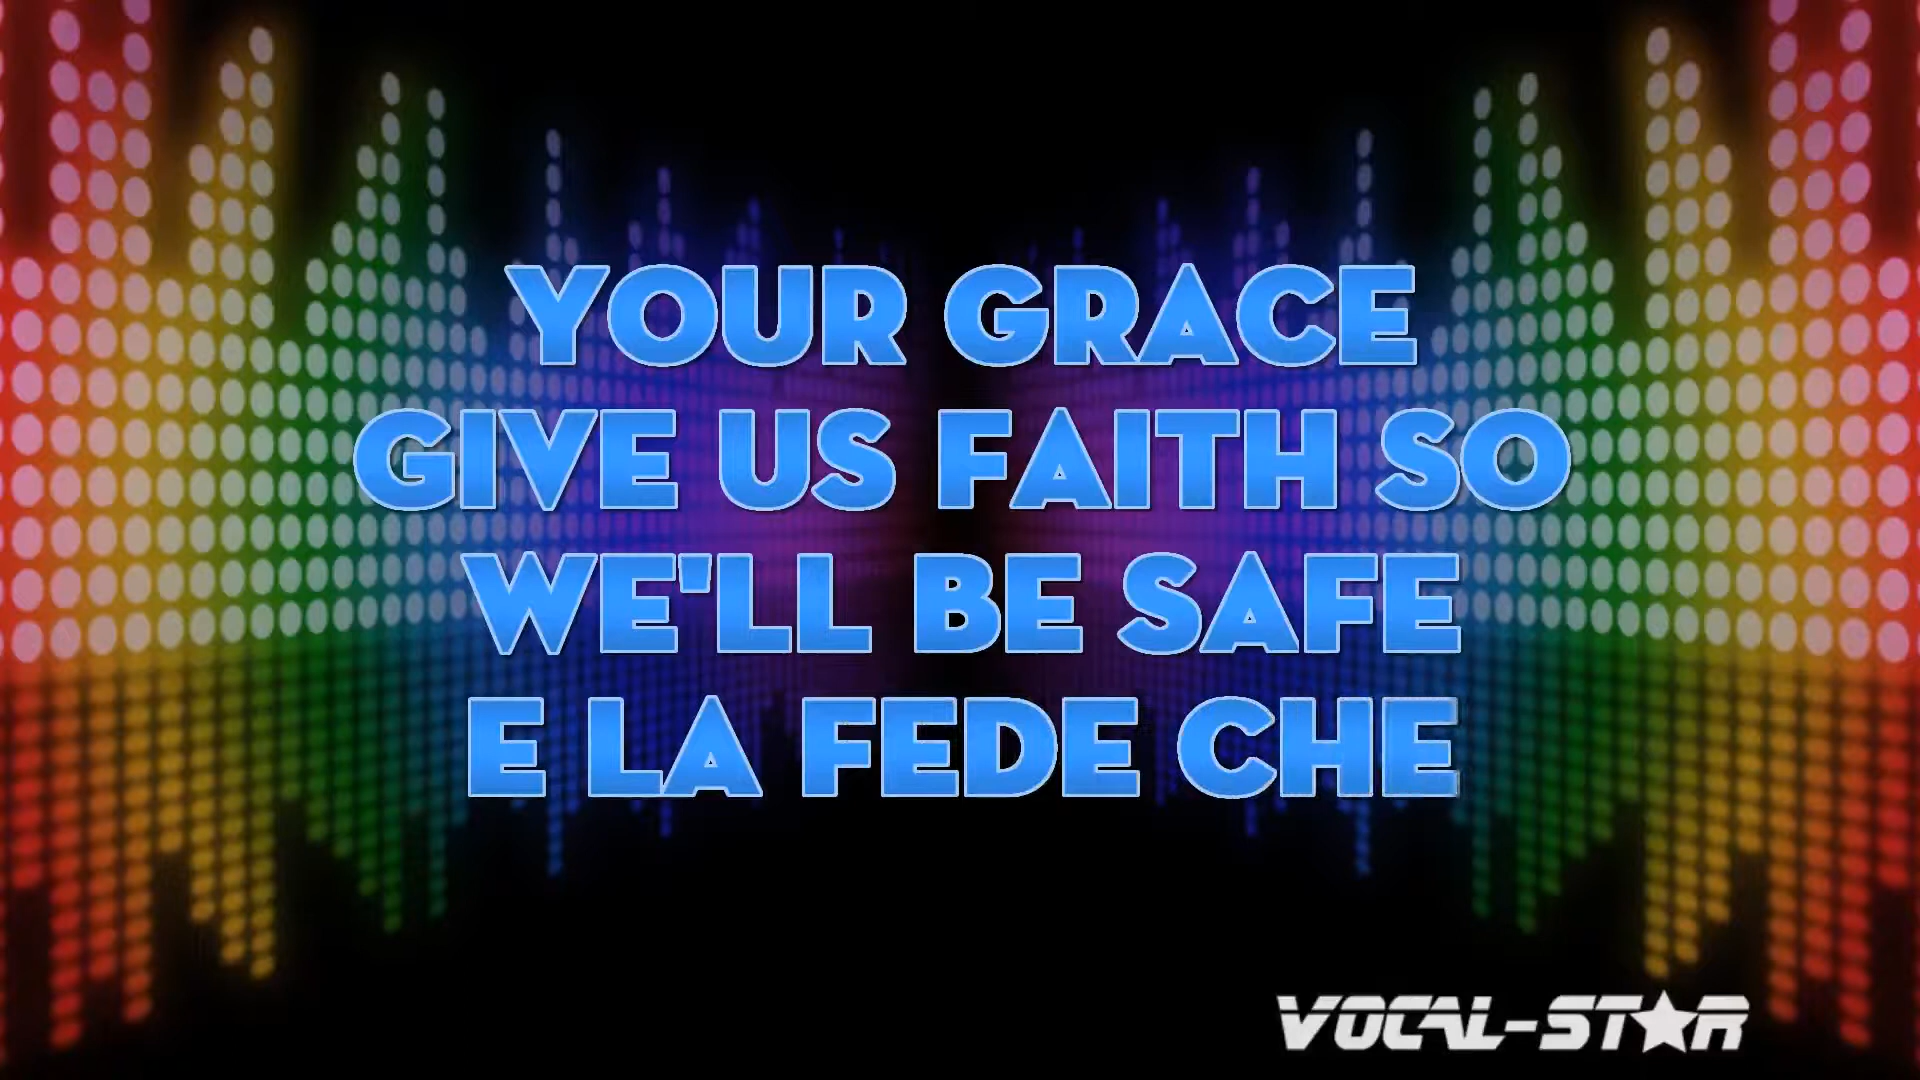 YOUR GRACE
GIVE US FAITH SO
WE'LL BE SAFE
E LA FEDE CHE
VOCAL-STAR